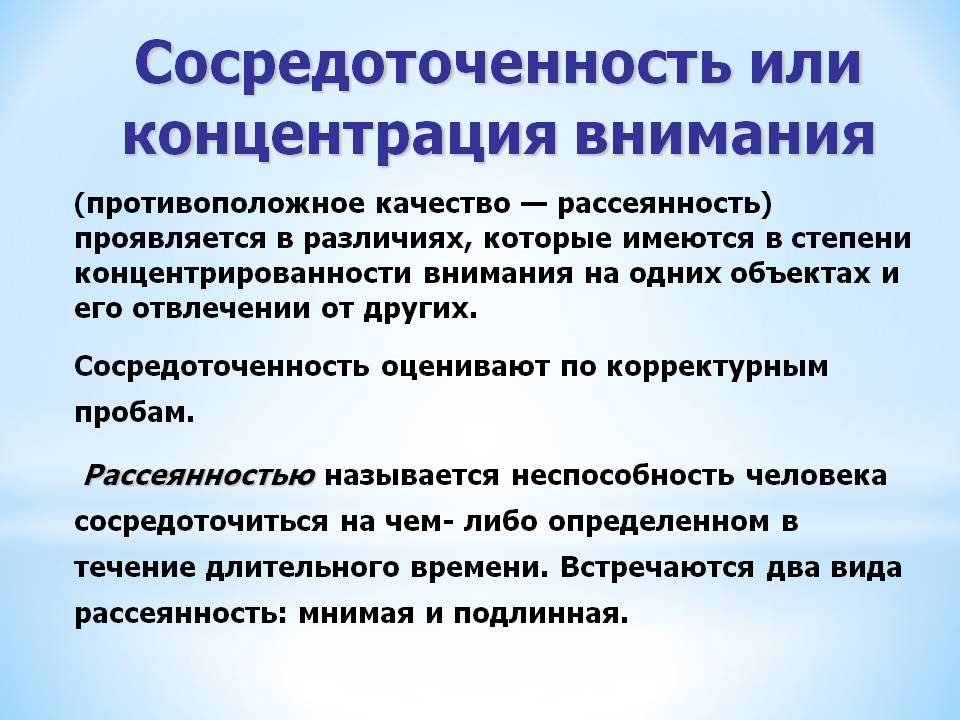 Сосредоточенность или
концентрация внимания
(противоположное качество — рассеянность)
проявляется в различиях, которые имеются в степени
концентрированности внимания на одних объектах и
его отвлечении от других.
Сосредоточенность оценивают по корректурным
пробам.
Рассеянностью называется неспособность человека
сосредоточиться на чем- либо определенном в
течение длительного времени. Встречаются два вида
рассеянность: мнимая и подлинная.